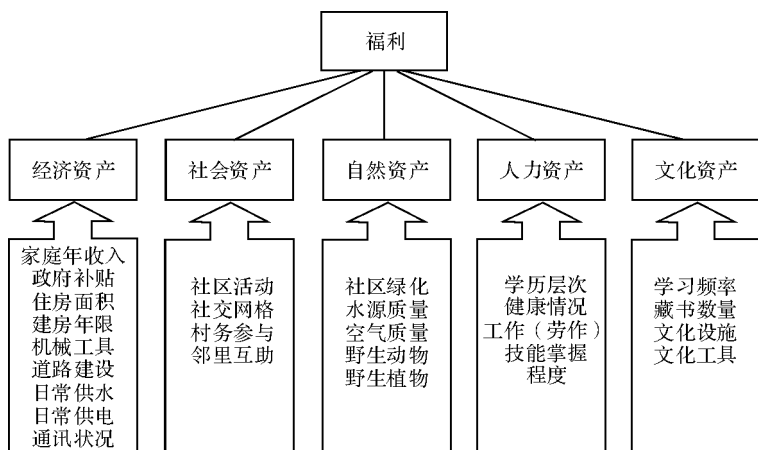 福利
经济资产
社会资产
自然资产
人力资产
文化资产
家庭年收入
政府补贴
住房面积
建房年限
机械工具
道路建设
日常供水
日常供电
通讯状况
社区活动
社交网格
村务参与
邻里互助
社区绿化
水源质量
空气质量
野生动物
野生植物
学历层次
健康情况
工作（劳作）
技能掌握
程度
学习频率
藏书数量
文化设施
文化工具